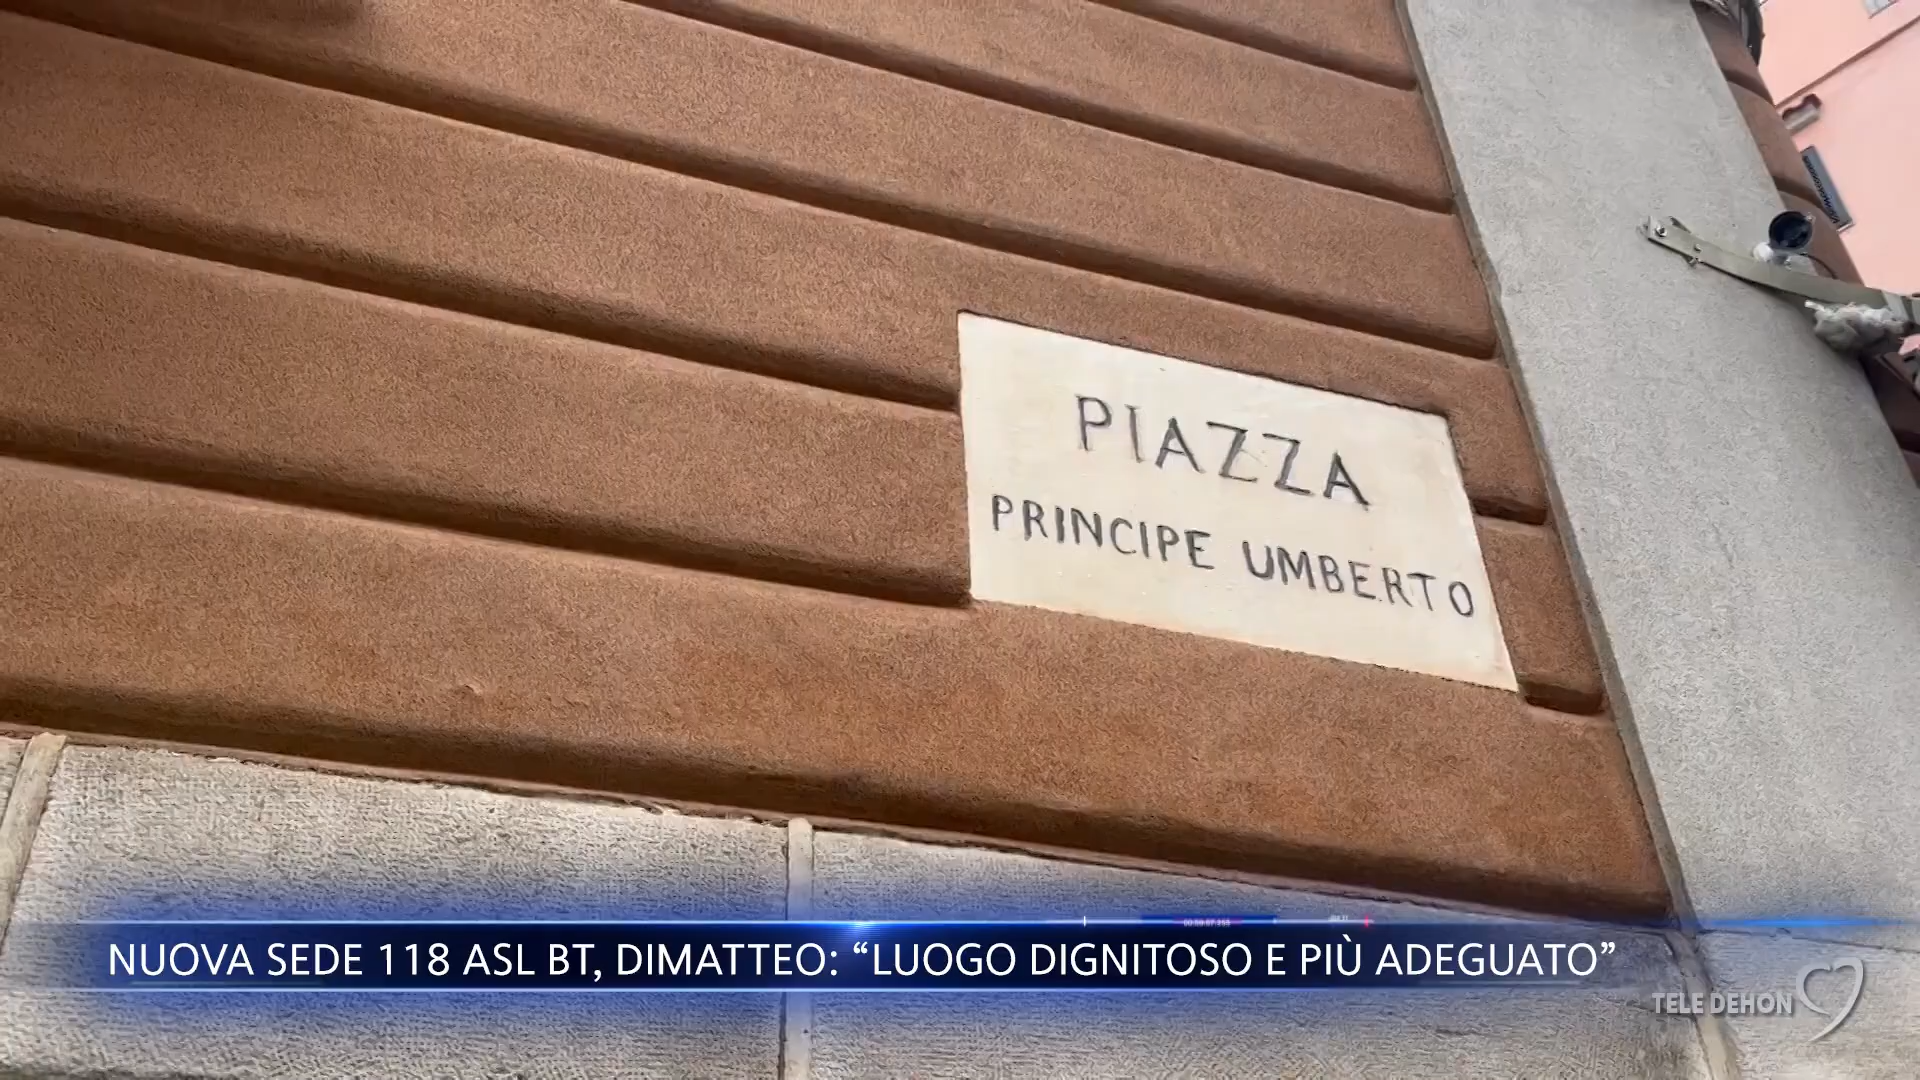 PIAZZA
PRINCIPE UMBERTO
NUOVA SEDE 118 ASL BT, DIMATTEO: “LUOGO DIGNITOSO E PIÙ ADEGUATO”
TELE DEHON